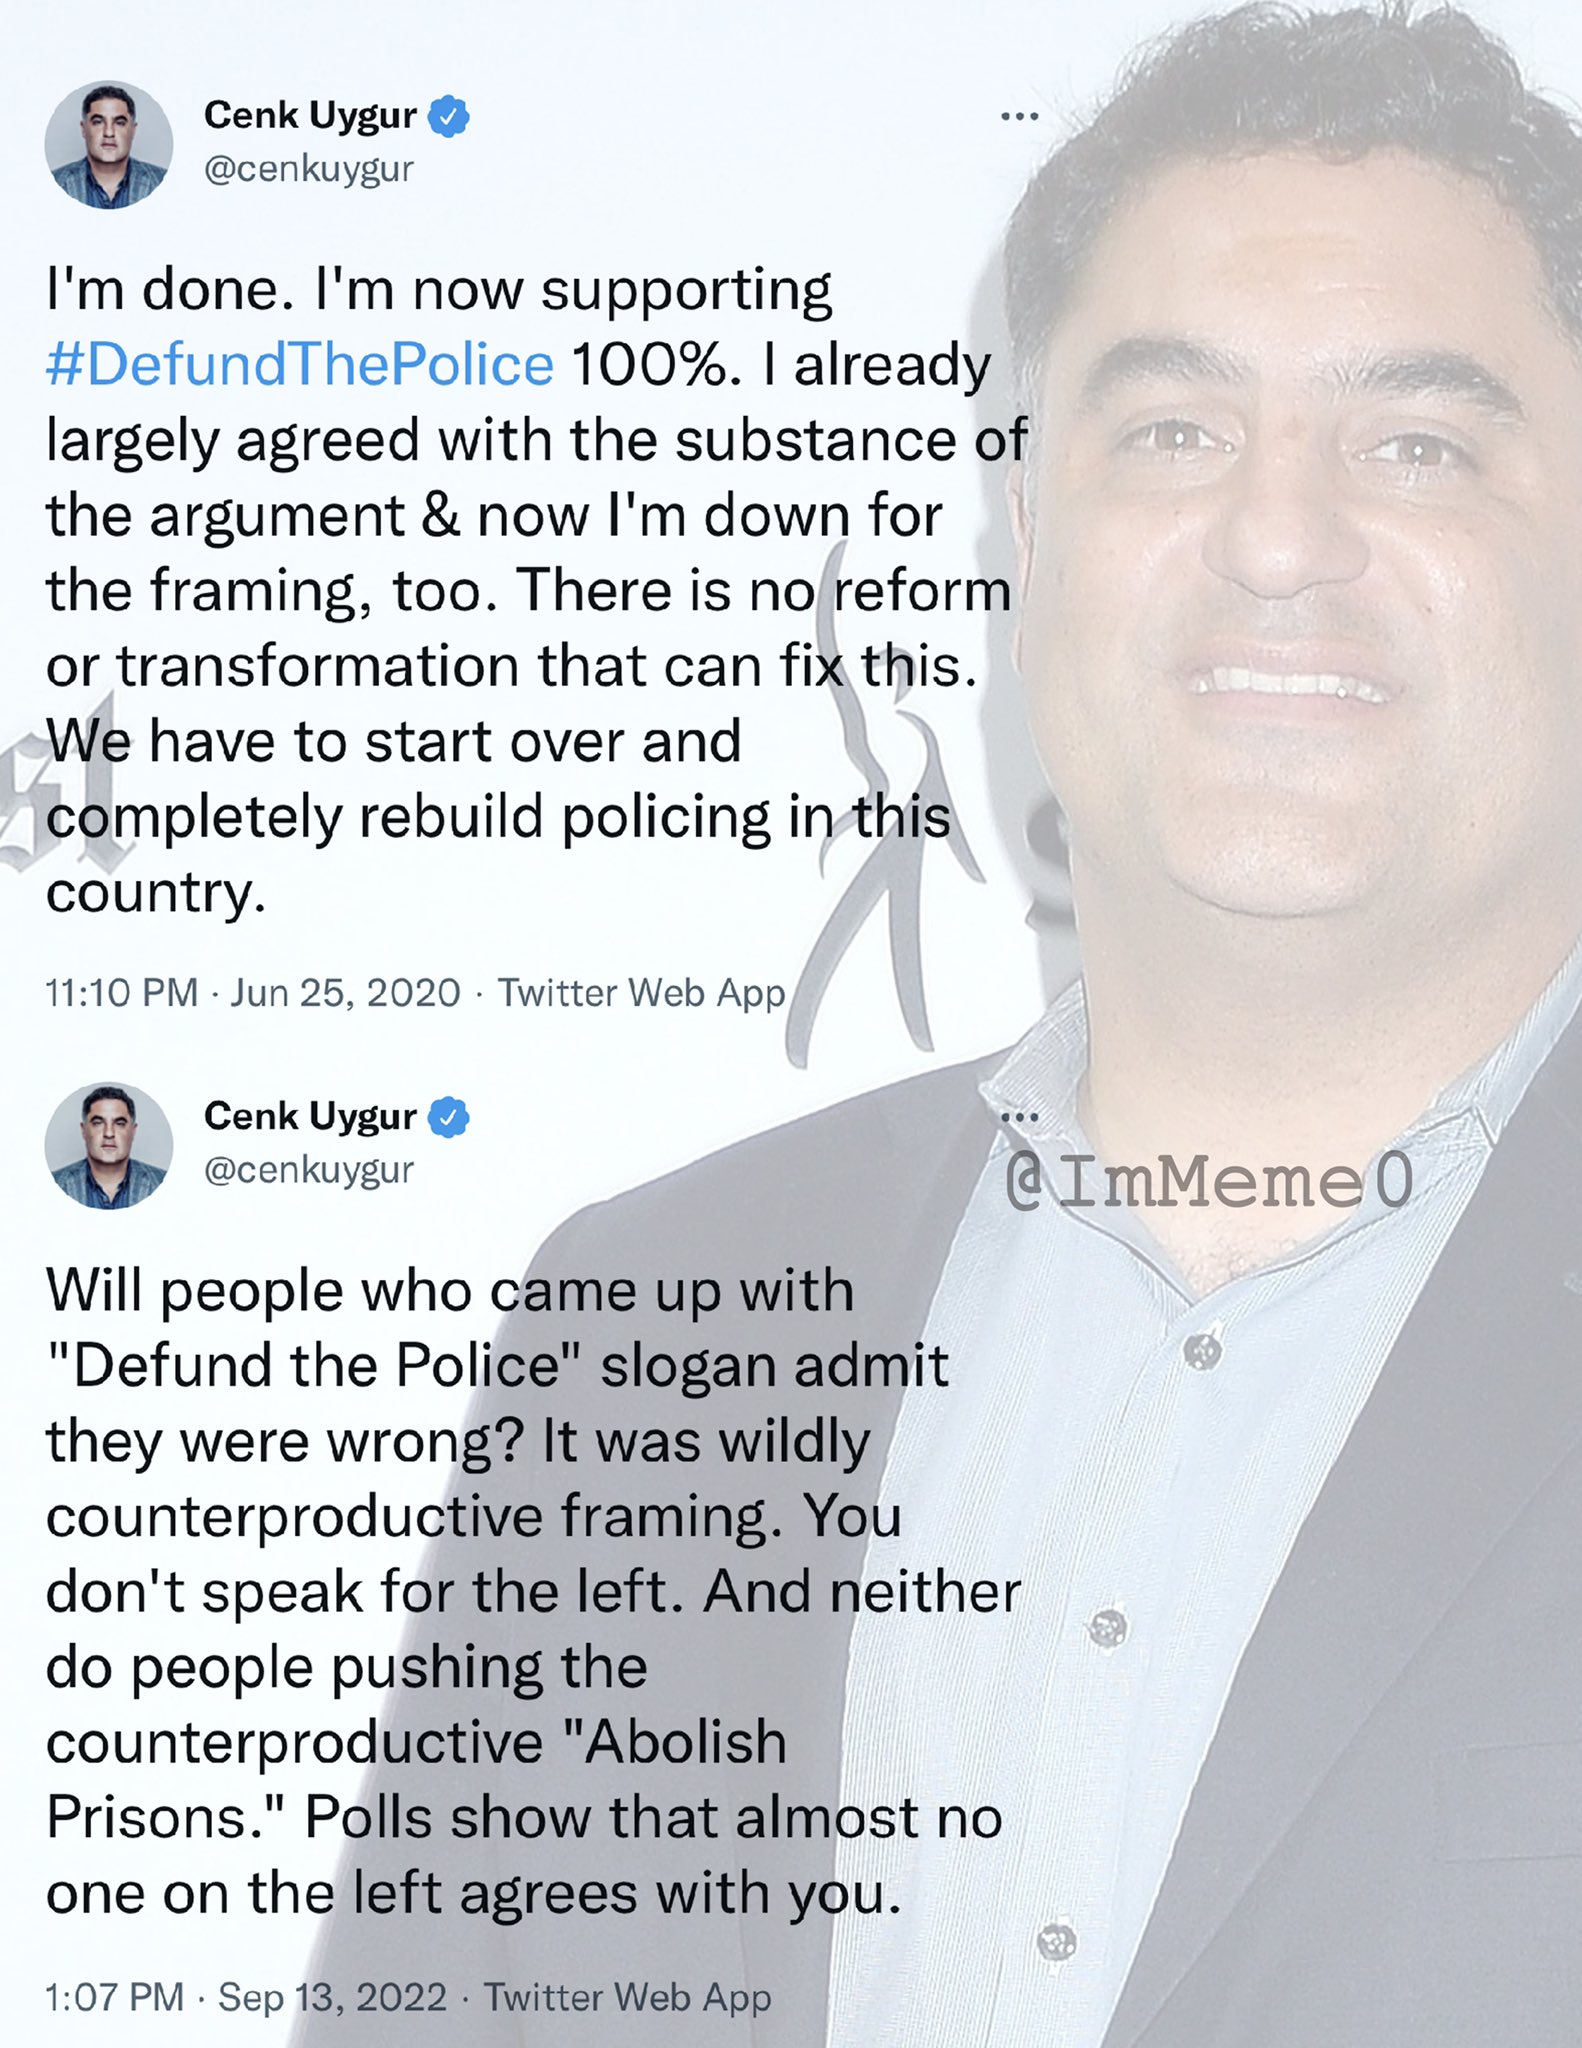 Cenk Uygur
@cenkuygur
I'm done. I'm now supporting
#DefundThePolice 100%. I already
largely agreed with the substance of
the argument & now I'm down for
the framing, too. There is no reform
or transformation that can fix this.
We have to start over and
completely rebuild policing in this
country.
st
11:10 PM · Jun 25, 2020 · Twitter Web App
Cenk Uygur
@cenkuygur
@ImMeme0
Will people who came up with
"Defund the Police" slogan admit
they were wrong? It was wildly
counterproductive framing. You
don't speak for the left. And neither
do people pushing the
counterproductive "Abolish
Prisons." Polls show that almost no
one on the left agrees with you.
1:07 PM · Sep 13, 2022 · Twitter Web App